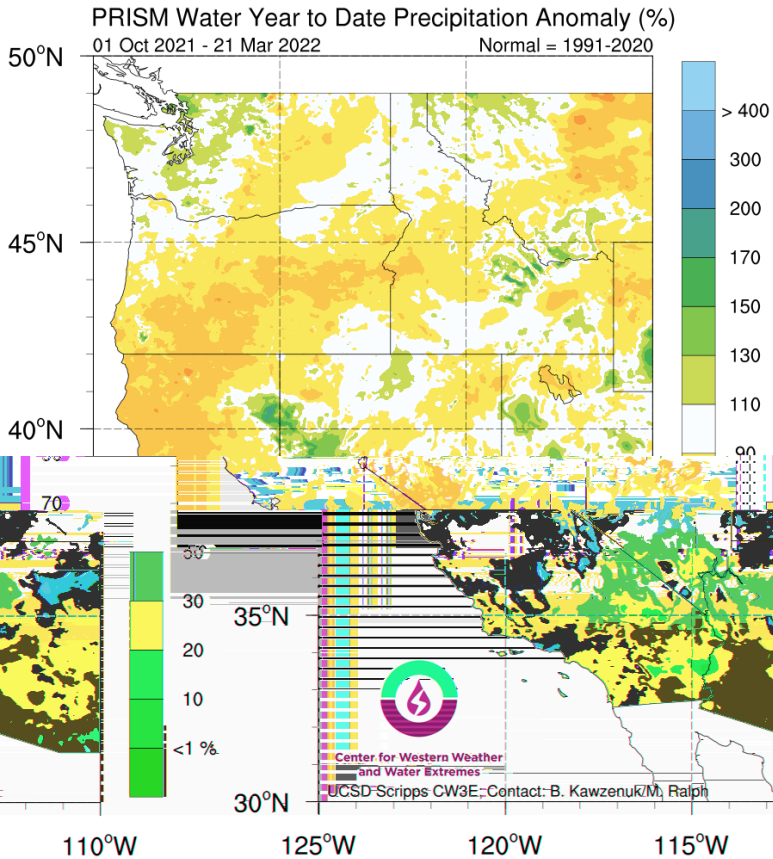 PRISM Water Year to Date Precipitation Anomaly (%)
01 Oct 2021 - 21 Mar 2022 Normal = 1991-2020
50°N
> 400
300
200
45°N
170
150
130
110
40°N
90
70
30
35°N
20
10
<1 %
Center for Western Weather
and Water Extremes
UCSD Scripps CW3E, Contact: B. Kawzenuk/M. Ralph
30°N
110°W 125°W 120°W 115°W